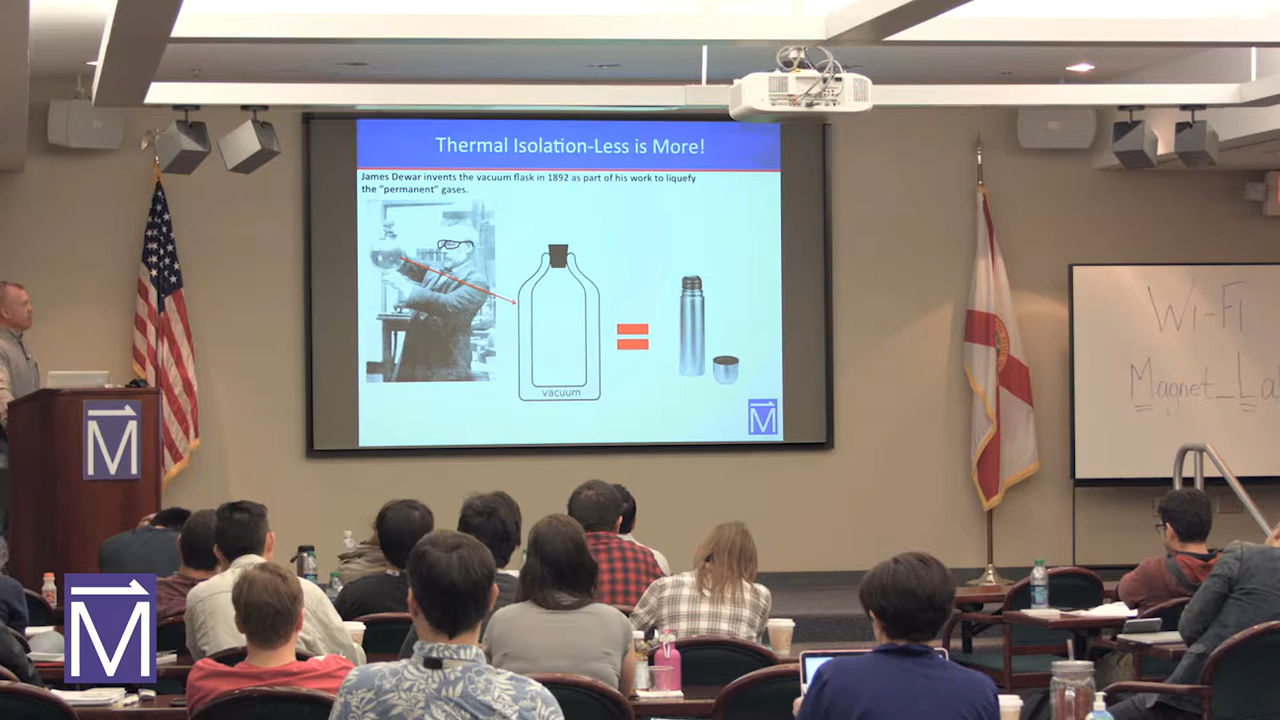 Thermal Isolation-Less is More!
James Dewar invents the vacuum flask in 1892 as part of his work to liquefy
the “permanent” gases.
vacuum
M
Wi-Fi
M
Magnet_La
M